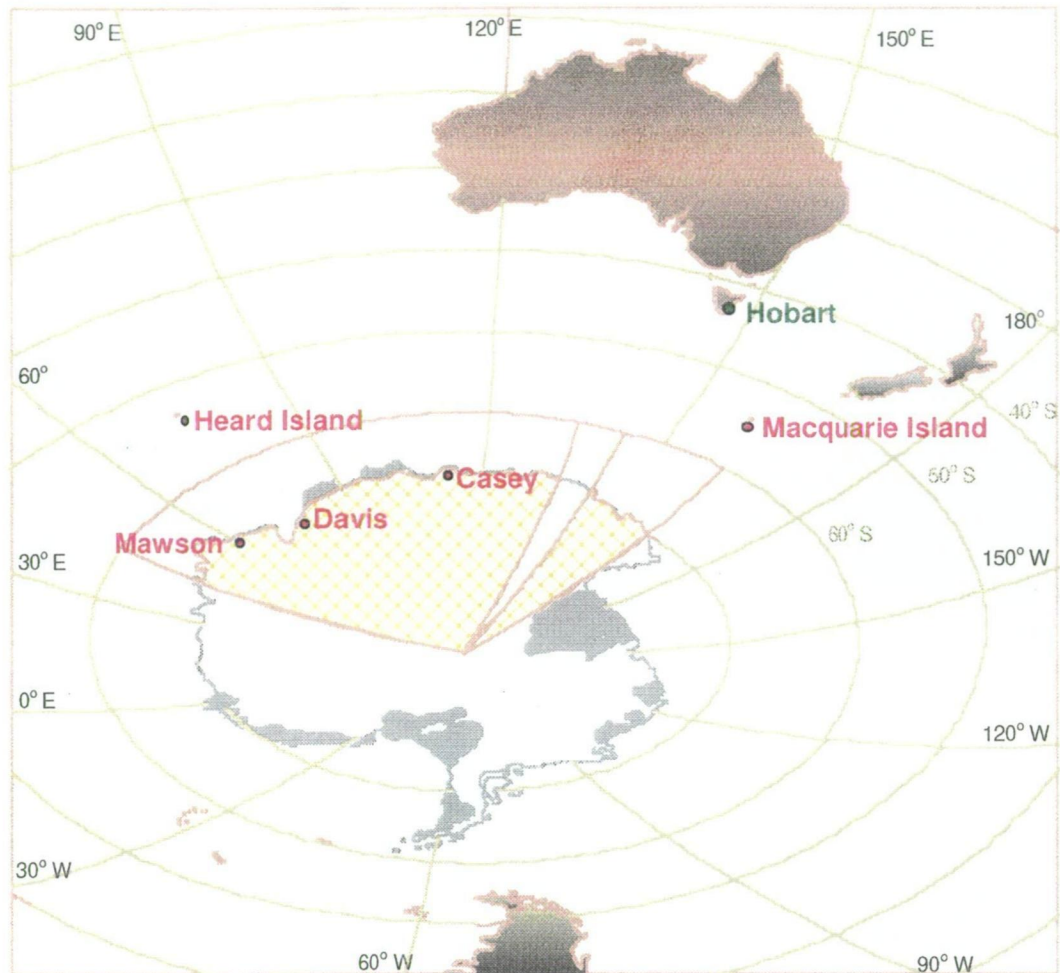 90° E
120° E
150° E
Hobart
180°
60°
40° S
Heard Island
Macquarie Island
50° S
Casey
Davis
60° S
Mawson
30° E
150° W
0° E
120° W
30° W
60° W
90° W